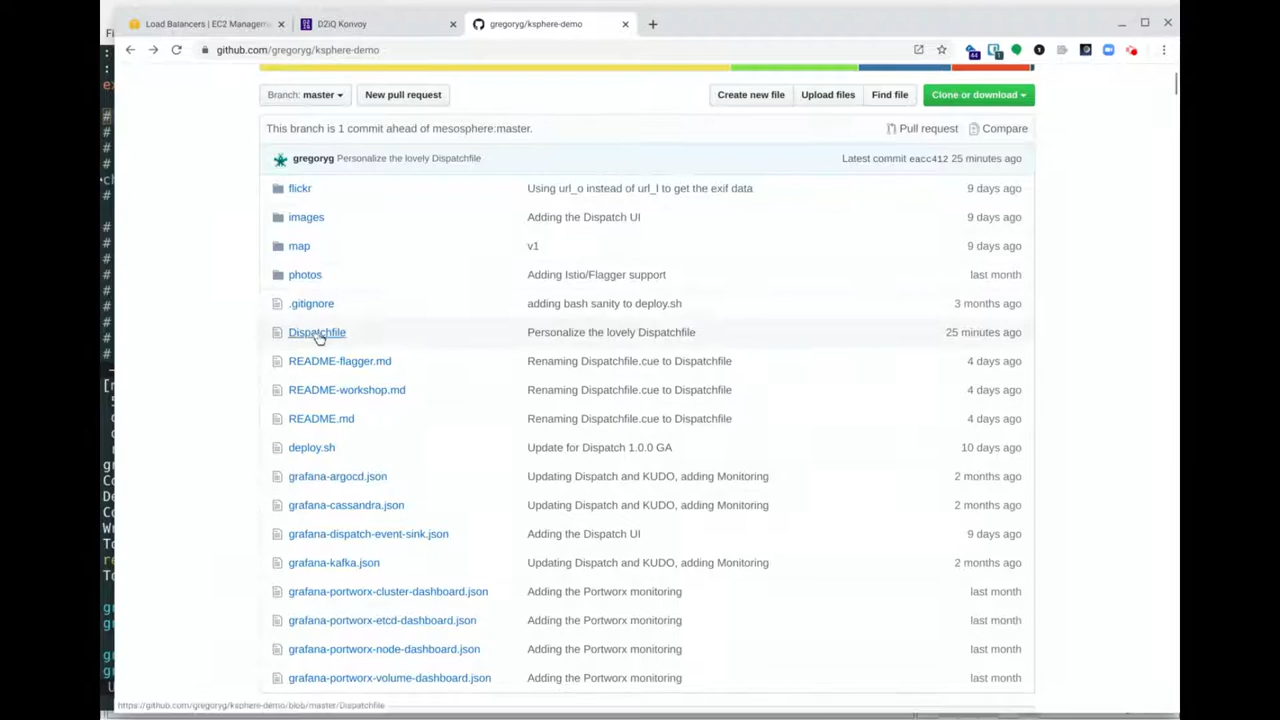 Load Balancers | EC2 Managem
D2iQ Konvoy
gregoryg/ksphere-demo
github.com/gregoryg/ksphere-demo
Branch: master
New pull request
Create new file
Upload files
Find file
Clone or download
This branch is 1 commit ahead of mesosphere:master.
Pull request
Compare
gregoryg Personalize the lovely Dispatchfile
Latest commit eacc412 25 minutes ago
flickr Using url_o instead of url_l to get the exif data 9 days ago
images Adding the Dispatch UI 9 days ago
map v1 9 days ago
photos Adding Istio/Flagger support last month
.gitignore adding bash sanity to deploy.sh 3 months ago
Dispatchfile Personalize the lovely Dispatchfile 25 minutes ago
README-flagger.md Renaming Dispatchfile.cue to Dispatchfile 4 days ago
README-workshop.md Renaming Dispatchfile.cue to Dispatchfile 4 days ago
README.md Renaming Dispatchfile.cue to Dispatchfile 4 days ago
deploy.sh Update for Dispatch 1.0.0 GA 10 days ago
grafana-argocd.json Updating Dispatch and KUDO, adding Monitoring 2 months ago
grafana-cassandra.json Updating Dispatch and KUDO, adding Monitoring 2 months ago
grafana-dispatch-event-sink.json Adding the Dispatch UI 9 days ago
grafana-kafka.json Updating Dispatch and KUDO, adding Monitoring 2 months ago
grafana-portworx-cluster-dashboard.json Adding the Portworx monitoring last month
grafana-portworx-etcd-dashboard.json Adding the Portworx monitoring last month
grafana-portworx-node-dashboard.json Adding the Portworx monitoring last month
grafana-portworx-volume-dashboard.json Adding the Portworx monitoring last month
https://github.com/gregoryg/ksphere-demo/blob/master/Dispatchfile